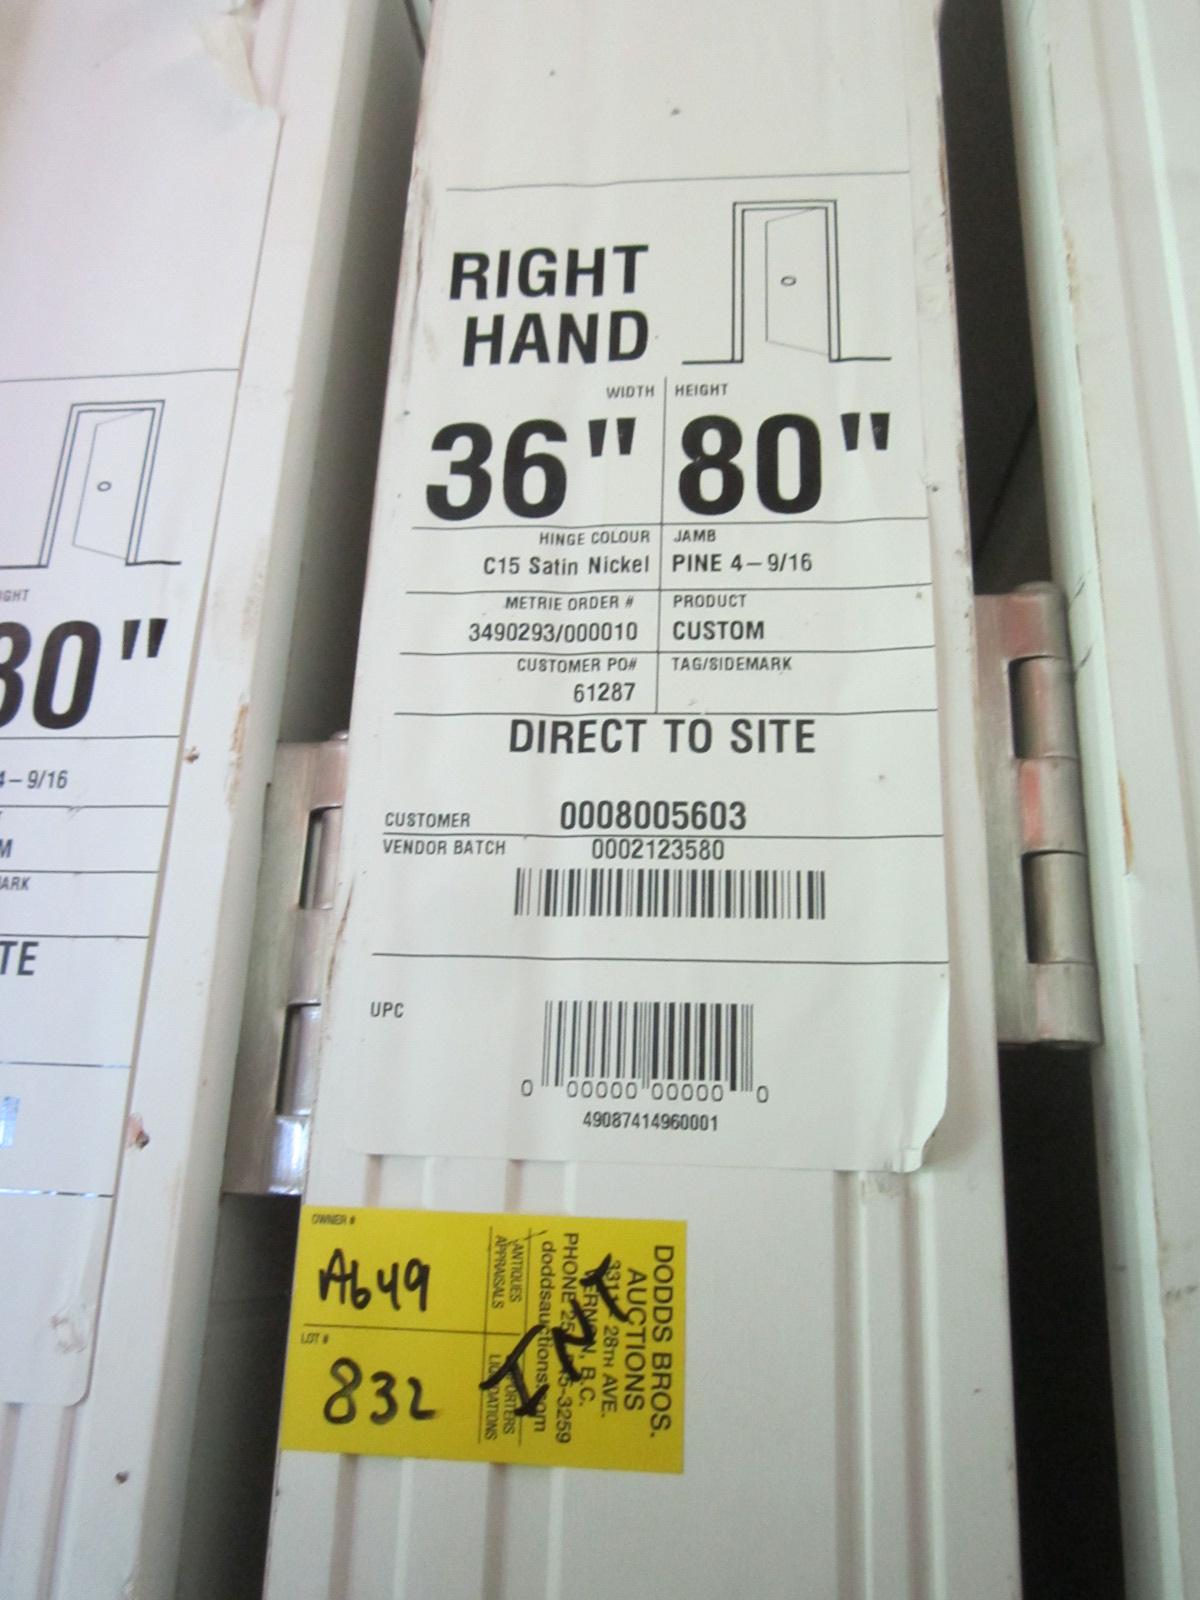 RIGHT
HAND
WIDTH HEIGHT
36" 80"
HINGE COLOUR JAMB
C15 Satin Nickel PINE 4-9/16
METRIE ORDER # PRODUCT
3490293/000010 CUSTOM
CUSTOMER PO# TAG/SIDEMARK
61287
DIRECT TO SITE
CUSTOMER 0008005603
VENDOR BATCH 0002123580
UPC
0 00000 00000 0
49087414960001
OWNER #
Ab49
LOT #
832
DODDS BROS.
AUCTIONS
28TH AVE.
B.C.
PHONE
ANTIQUES
APPRAISALS
80"
4-9/16